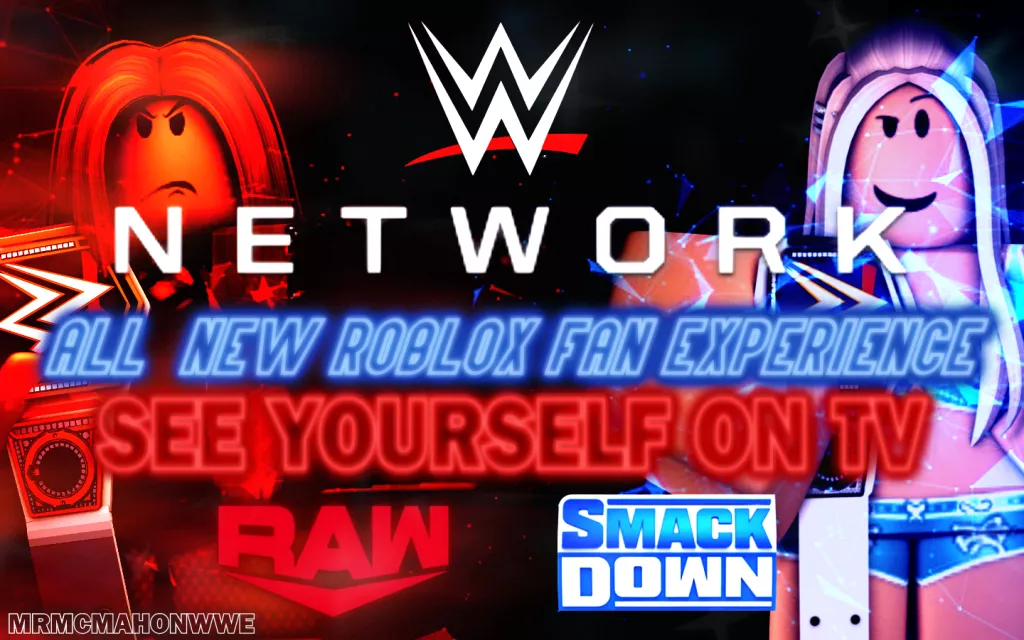 W
NETWORK
ALL NEW ROBLOX FAN EXPERIENCE
SEE YOURSELF ON TV
RAW
SMACK
DOWN
MRMCMAHONWWE